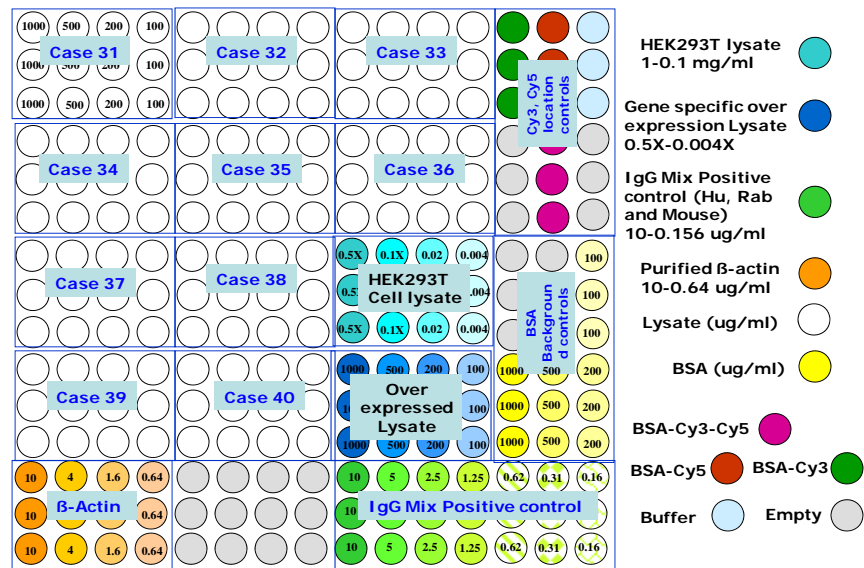 1000 500 200 100
Case 31
1000 200 100
1000 500 200 100
Case 32
Case 33
Cy3, Cy5
location
controls
Case 34
Case 35
Case 36
Case 37
Case 38
0.5X 0.1X 0.02 0.004
HEK293T
Cell lysate
0.5X 0.1X 0.02 0.004
100
100
100
BSA
Backgroun
d controls
1000 500 200
1000 500 200
1000 500 200
Case 39
Case 40
1000 500 200 100
Over
expressed
Lysate
100
1000 500 200 100
10 4 1.6 0.64
ß-Actin
10 0.64
10 4 1.6 0.64
10 5 2.5 1.25 0.62 0.31 0.16
IgG Mix Positive control
10
10 5 2.5 1.25 0.62 0.31 0.16
HEK293T lysate
1-0.1 mg/ml
Gene specific over
expression Lysate
0.5X-0.004X
IgG Mix Positive
control (Hu, Rab
and Mouse)
10-0.156 ug/ml
Purified ß-actin
10-0.64 ug/ml
Lysate (ug/ml)
BSA (ug/ml)
BSA-Cy3-Cy5
BSA-Cy5 BSA-Cy3
Buffer Empty